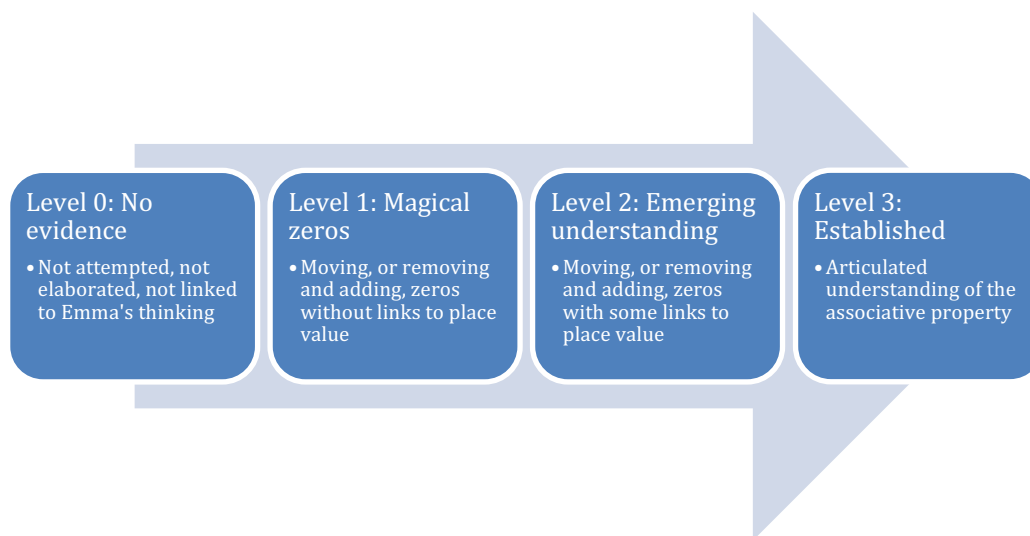 Level 0: No
evidence
• Not attempted, not
elaborated, not linked
to Emma's thinking
Level 1: Magical
zeros
• Moving, or removing
and adding, zeros
without links to place
value
Level 2: Emerging
understanding
• Moving, or removing
and adding, zeros
with some links to
place value
Level 3:
Established
• Articulated
understanding of the
associative property